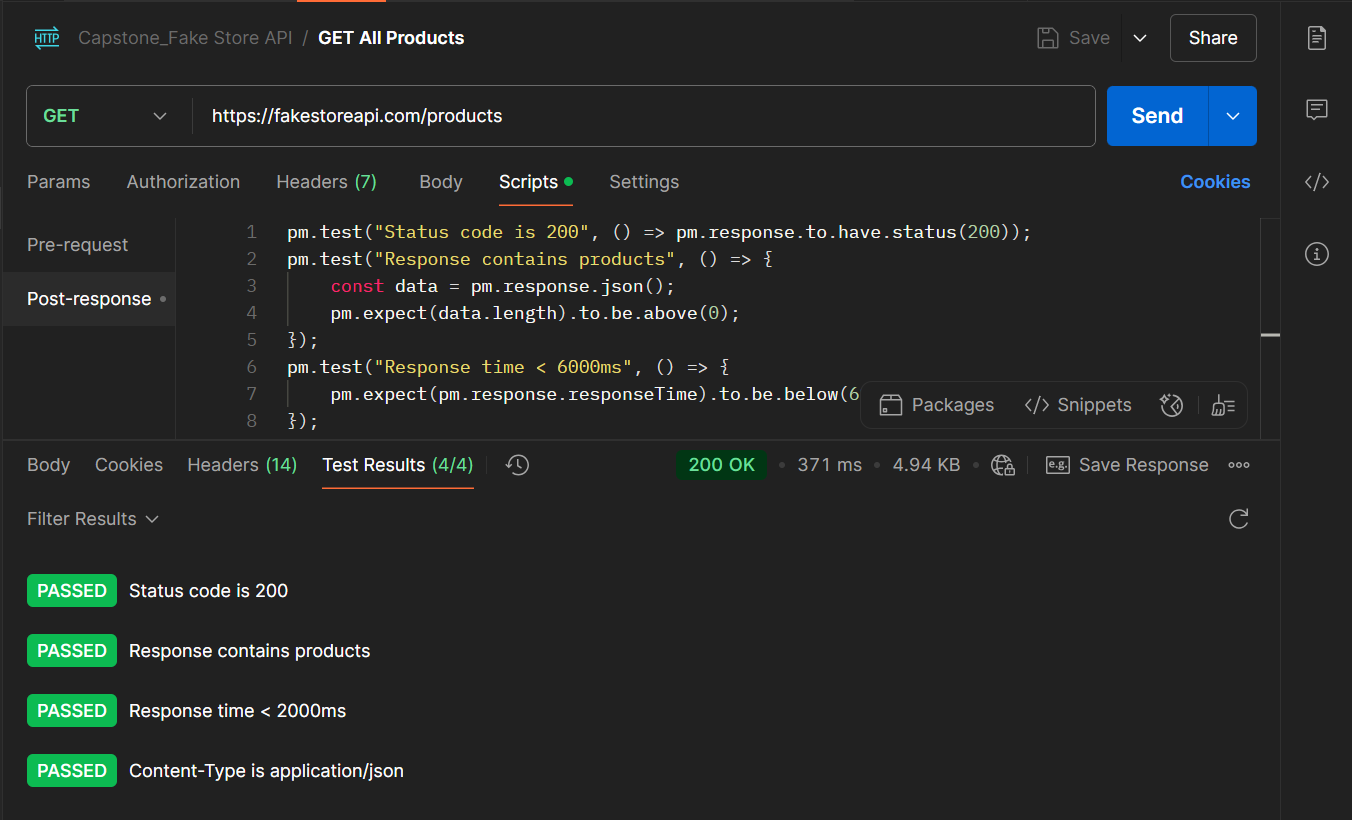 HTTP Capstone_Fake Store API / GET All Products Save Share
GET https://fakestoreapi.com/products Send
Params Authorization Headers (7) Body Scripts Settings Cookies
Pre-request
Post-response
1 pm.test("Status code is 200", () => pm.response.to.have.status(200));
2 pm.test("Response contains products", () => {
3 const data = pm.response.json();
4 pm.expect(data.length).to.be.above(0);
5 });
6 pm.test("Response time < 6000ms", () => {
7 pm.expect(pm.response.responseTime).to.be.below(6
8 });
Packages </> Snippets
Body Cookies Headers (14) Test Results (4/4) 200 OK 371 ms 4.94 KB e.g. Save Response
Filter Results
PASSED Status code is 200
PASSED Response contains products
PASSED Response time < 2000ms
PASSED Content-Type is application/json